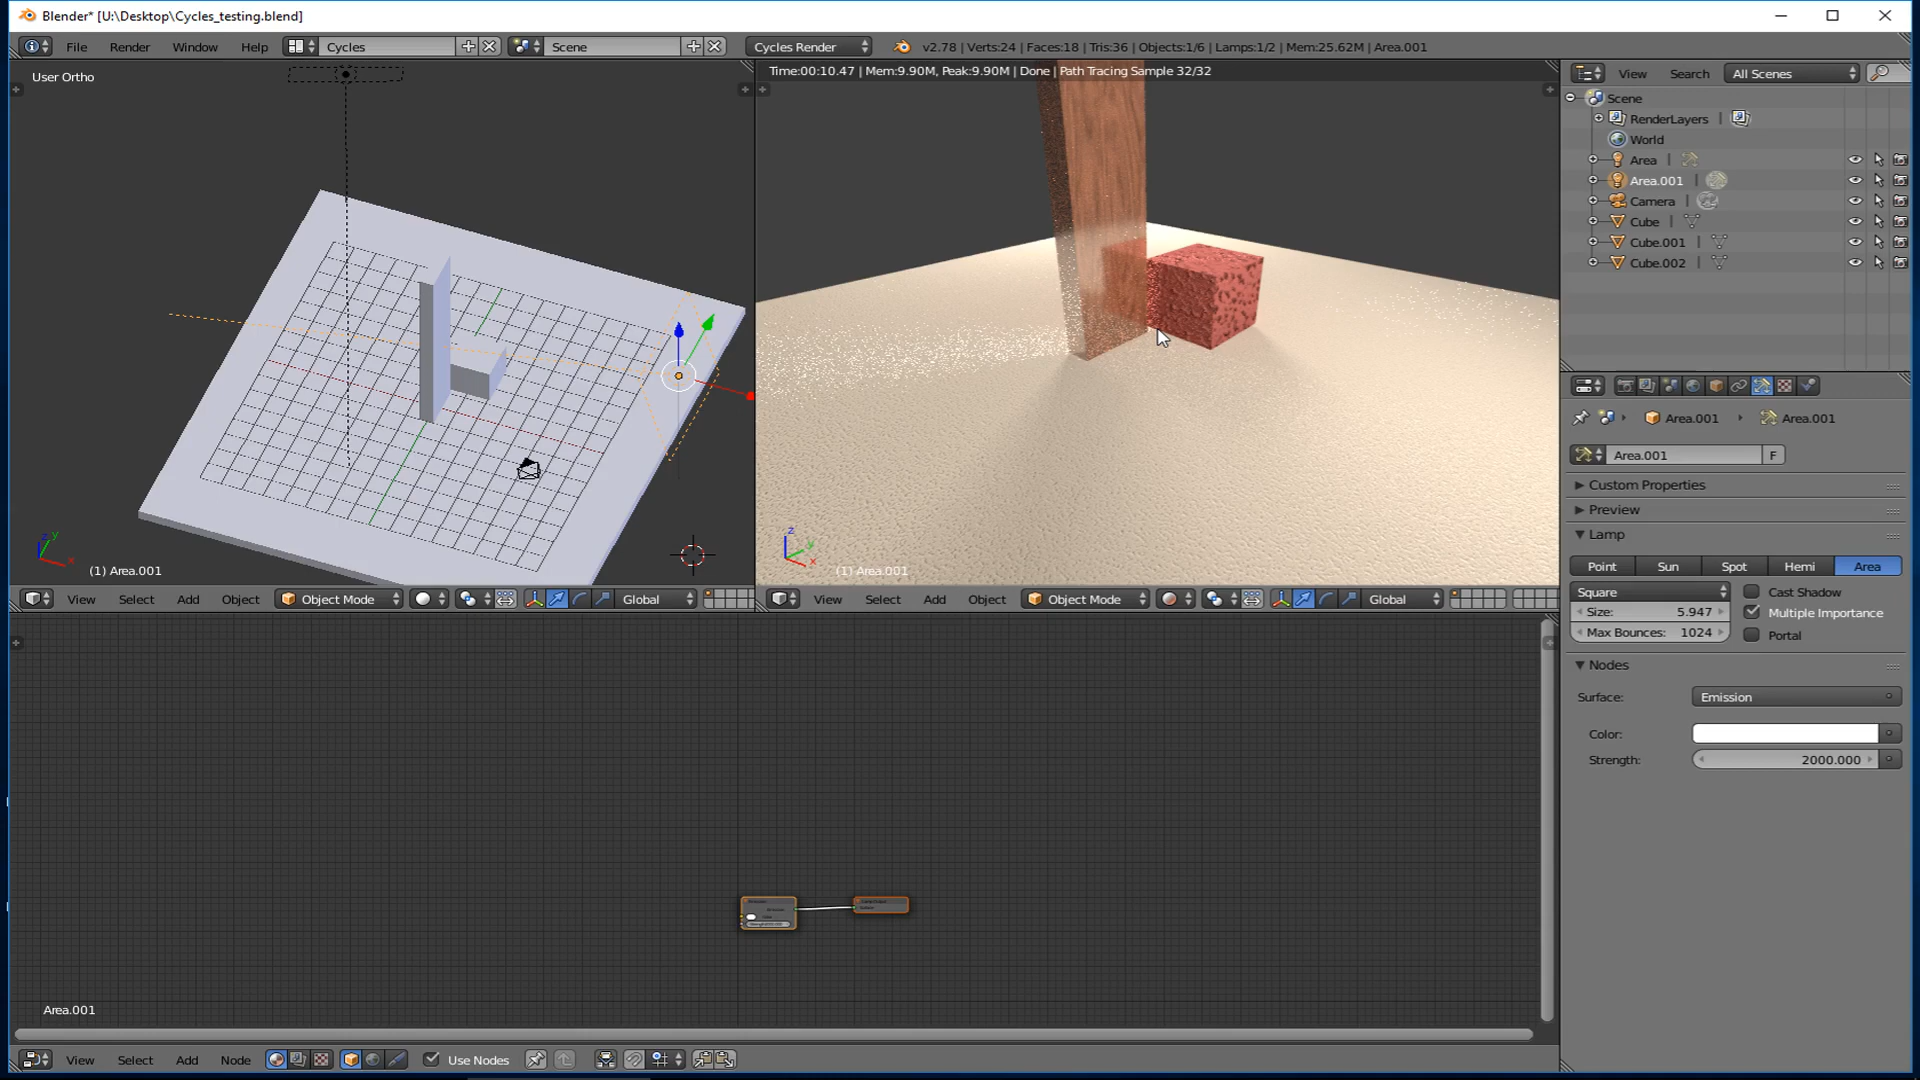 Blender* [U:\Desktop\Cycles_testing.blend]
File Render Window Help Cycles Scene Cycles Render v2.78 | Verts:24 | Faces:18 | Tris:36 | Objects:1/6 | Lamps:1/2 | Mem:25.62M | Area.001
User Ortho
(1) Area.001
Time:00:10.47 | Mem:9.90M, Peak:9.90M | Done | Path Tracing Sample 32/32
(1) Area.001
View Select Add Object Object Mode Global
View Select Add Object Object Mode Global
Area.001
View Select Add Node Use Nodes
View Search All Scenes
Scene
RenderLayers
World
Area
Area.001
Camera
Cube
Cube.001
Cube.002
Area.001 Area.001
Area.001 F
Custom Properties
Preview
Lamp
Point Sun Spot Hemi Area
Square Cast Shadow
Size: 5.947 Multiple Importance
Max Bounces: 1024 Portal
Nodes
Surface: Emission
Color:
Strength: 2000.000